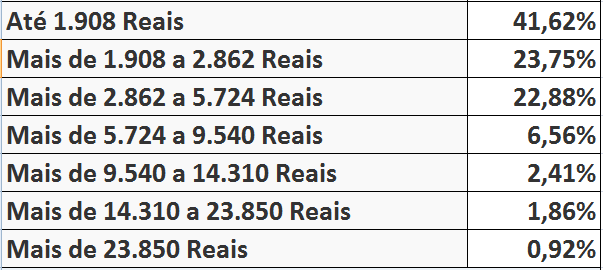 Até 1.908 Reais 41,62%
Mais de 1.908 a 2.862 Reais 23,75%
Mais de 2.862 a 5.724 Reais 22,88%
Mais de 5.724 a 9.540 Reais 6,56%
Mais de 9.540 a 14.310 Reais 2,41%
Mais de 14.310 a 23.850 Reais 1,86%
Mais de 23.850 Reais 0,92%